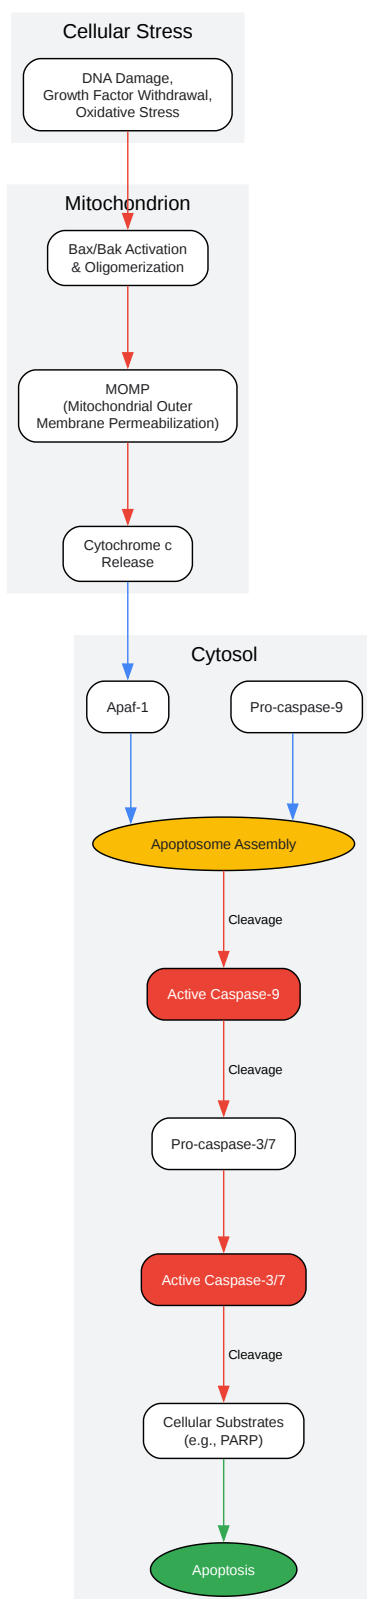 Cellular Stress
DNA Damage,
Growth Factor Withdrawal,
Oxidative Stress
Mitochondrion
Bax/Bak Activation
& Oligomerization
MOMP
(Mitochondrial Outer
Membrane Permeabilization)
Cytochrome c
Release
Cytosol
Apaf-1
Pro-caspase-9
Apoptosome Assembly
Cleavage
Active Caspase-9
Cleavage
Pro-caspase-3/7
Active Caspase-3/7
Cleavage
Cellular Substrates
(e.g., PARP)
Apoptosis